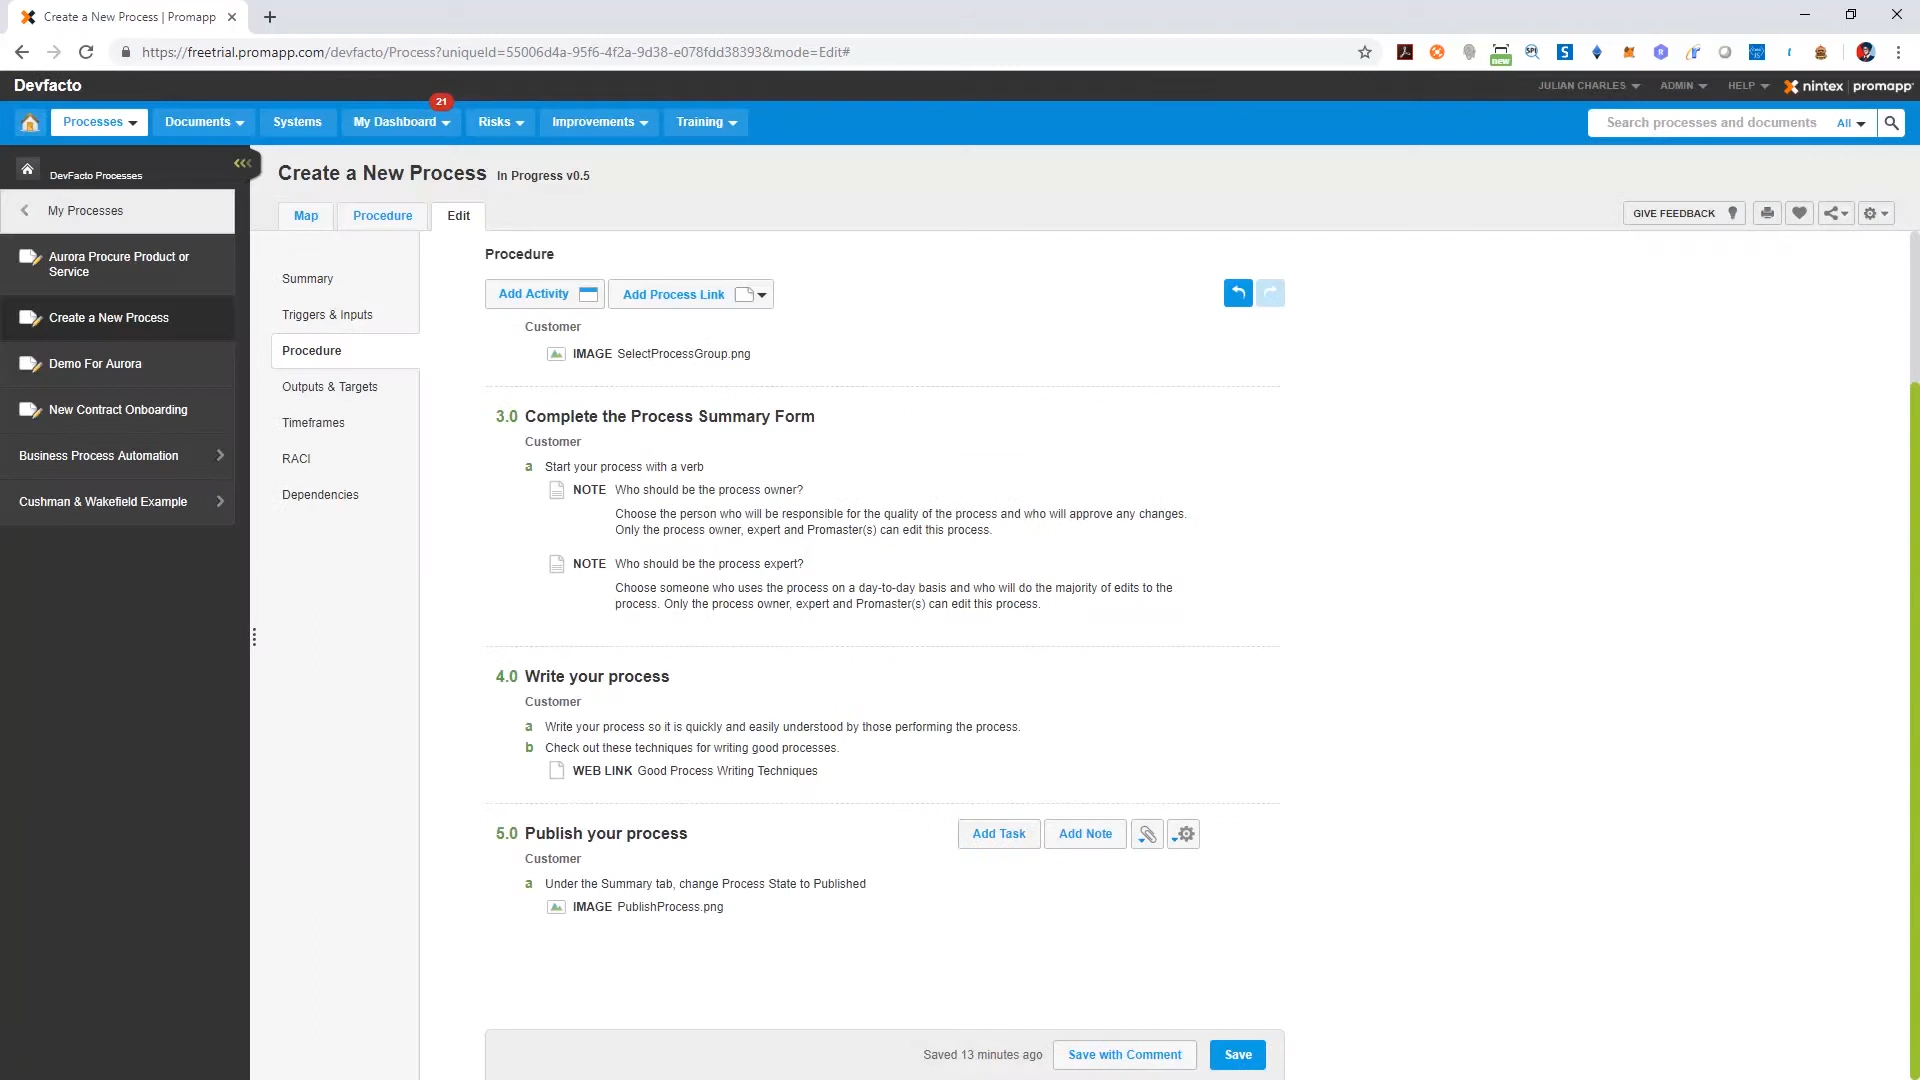 Create a New Process | Promapp
https://freetrial.promapp.com/devfacto/Process?uniqueId=55006d4a-95f6-4f2a-9d38-e078fdd38393&mode=Edit#
new
Devfacto
JULIAN CHARLES
ADMIN
HELP
nintex | promapp
21
Processes
Documents
Systems
My Dashboard
Risks
Improvements
Training
Search processes and documents
All
DevFacto Processes
My Processes
Aurora Procure Product or
Service
Create a New Process
Demo For Aurora
New Contract Onboarding
Business Process Automation
Cushman & Wakefield Example
Create a New Process In Progress v0.5
Map
Procedure
Edit
GIVE FEEDBACK
Summary
Triggers & Inputs
Procedure
Outputs & Targets
Timeframes
RACI
Dependencies
Procedure
Add Activity
Add Process Link
Customer
IMAGE SelectProcessGroup.png
3.0 Complete the Process Summary Form
Customer
a Start your process with a verb
NOTE Who should be the process owner?
Choose the person who will be responsible for the quality of the process and who will approve any changes.
Only the process owner, expert and Promaster(s) can edit this process.
NOTE Who should be the process expert?
Choose someone who uses the process on a day-to-day basis and who will do the majority of edits to the
process. Only the process owner, expert and Promaster(s) can edit this process.
4.0 Write your process
Customer
a Write your process so it is quickly and easily understood by those performing the process.
b Check out these techniques for writing good processes.
WEB LINK Good Process Writing Techniques
5.0 Publish your process
Add Task
Add Note
Customer
a Under the Summary tab, change Process State to Published
IMAGE PublishProcess.png
Saved 13 minutes ago
Save with Comment
Save